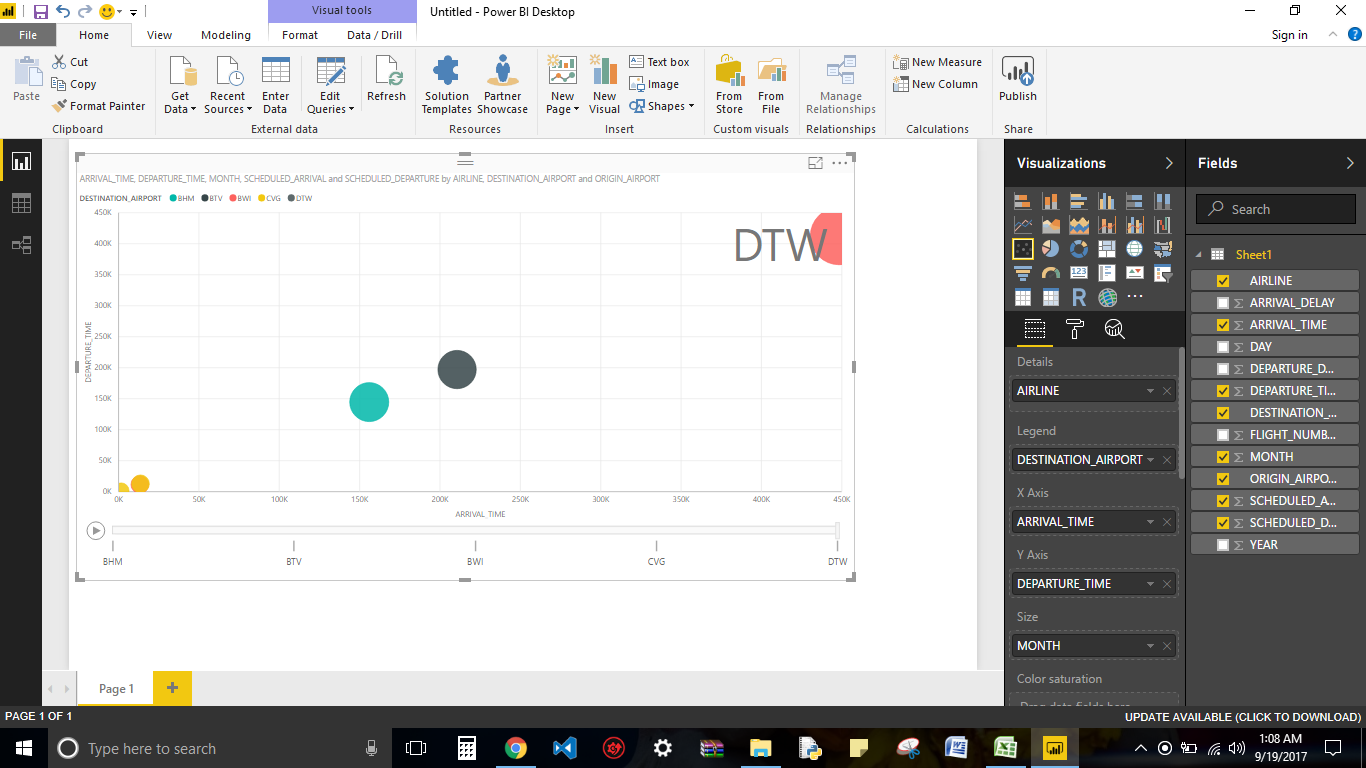 Visual tools
Untitled - Power BI Desktop
File
Home
View
Modeling
Format
Data / Drill
Sign in
Paste
Cut
Copy
Format Painter
Clipboard
Get Data
Recent Sources
Enter Data
Edit Queries
Refresh
External data
Solution Templates
Partner Showcase
Resources
New Page
New Visual
Text box
Image
Shapes
Insert
From Store
From File
Custom visuals
Manage Relationships
Relationships
New Measure
New Column
Calculations
Publish
Share
ARRIVAL_TIME, DEPARTURE_TIME, MONTH, SCHEDULED_ARRIVAL and SCHEDULED_DEPARTURE by AIRLINE, DESTINATION_AIRPORT and ORIGIN_AIRPORT
DESTINATION_AIRPORT BHM BTV BWI CVG DTW
450K
400K
350K
300K
250K
200K
150K
100K
50K
0K
DEPARTURE_TIME
DTW
0K 50K 100K 150K 200K 250K 300K 350K 400K 450K
ARRIVAL_TIME
BHM BTV BWI CVG DTW
Visualizations
123
R
Details
AIRLINE
Legend
DESTINATION_AIRPORT
X Axis
ARRIVAL_TIME
Y Axis
DEPARTURE_TIME
Size
MONTH
Color saturation
Fields
Search
Sheet1
AIRLINE
Σ ARRIVAL_DELAY
Σ ARRIVAL_TIME
Σ DAY
Σ DEPARTURE_D...
Σ DEPARTURE_TI...
DESTINATION_...
Σ FLIGHT_NUMB...
Σ MONTH
ORIGIN_AIRPO...
Σ SCHEDULED_A...
Σ SCHEDULED_D...
Σ YEAR
Page 1
PAGE 1 OF 1
UPDATE AVAILABLE (CLICK TO DOWNLOAD)
Type here to search
1:08 AM
9/19/2017